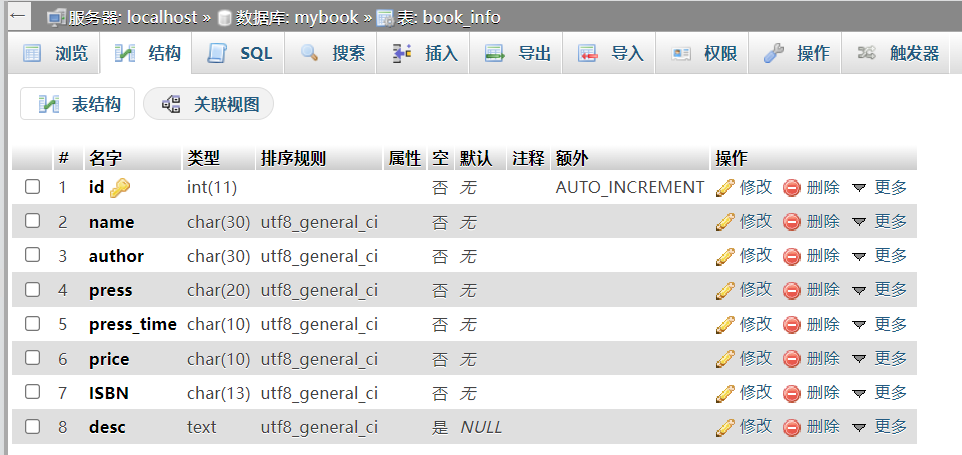 服务器: localhost » 数据库: mybook » 表: book_info
浏览 结构 SQL 搜索 插入 导出 导入 权限 操作 触发器
表结构 关联视图
# 名字 类型 排序规则 属性 空 默认 注释 额外 操作
1 id int(11) 否 无 AUTO_INCREMENT 修改 删除 更多
2 name char(30) utf8_general_ci 否 无 修改 删除 更多
3 author char(30) utf8_general_ci 否 无 修改 删除 更多
4 press char(20) utf8_general_ci 否 无 修改 删除 更多
5 press_time char(10) utf8_general_ci 否 无 修改 删除 更多
6 price char(10) utf8_general_ci 否 无 修改 删除 更多
7 ISBN char(13) utf8_general_ci 否 无 修改 删除 更多
8 desc text utf8_general_ci 是 NULL 修改 删除 更多